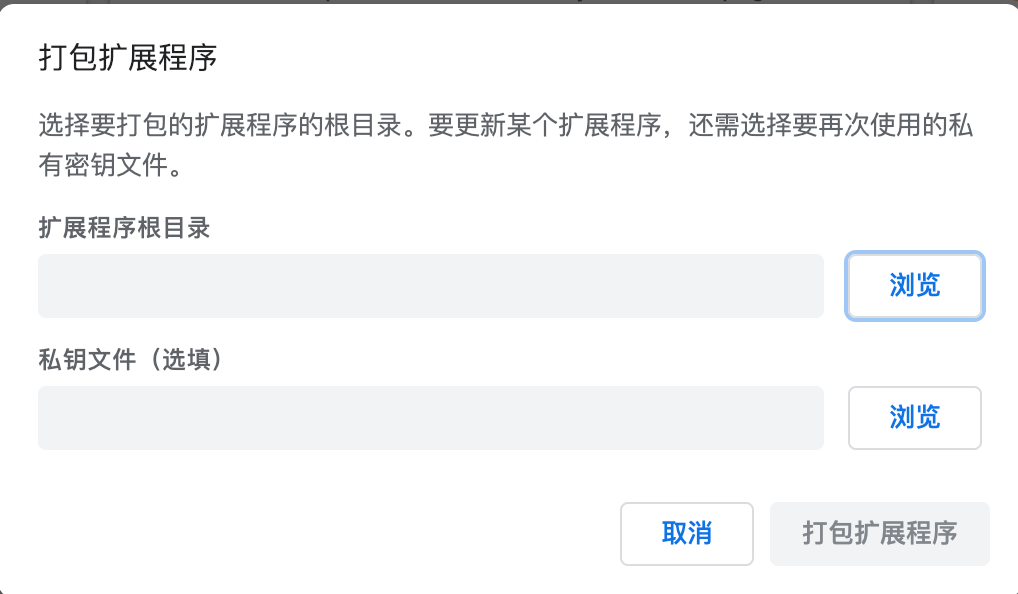 打包扩展程序
选择要打包的扩展程序的根目录。要更新某个扩展程序，还需选择要再次使用的私
有密钥文件。
扩展程序根目录
浏览
私钥文件（选填）
浏览
取消
打包扩展程序